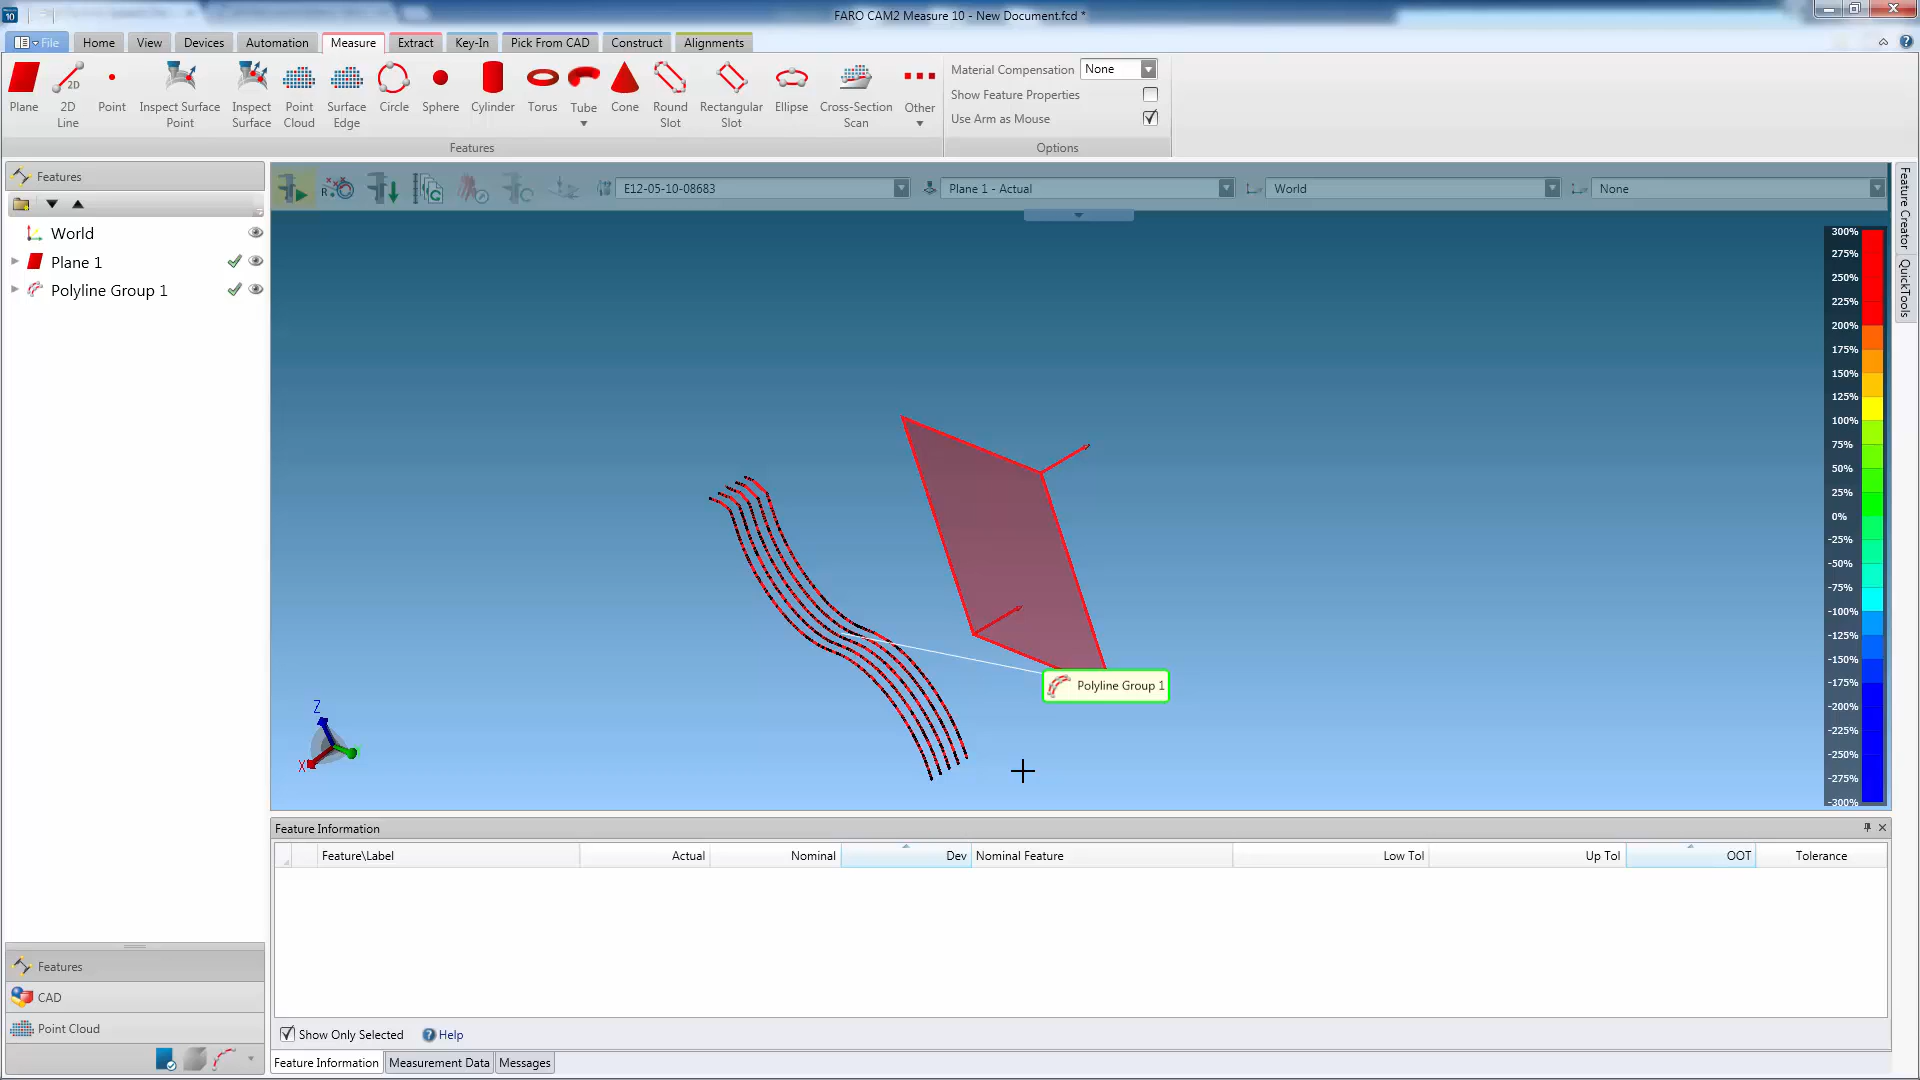 10 FARO CAM2 Measure 10 - New Document.fcd *
File Home View Devices Automation Measure Extract Key-In Pick From CAD Construct Alignments
Plane
2D
2D
Line
Point
Inspect Surface
Point
Inspect
Surface
Point
Cloud
Surface
Edge
Circle
Sphere
Cylinder
Torus
Tube
Cone
Round
Slot
Rectangular
Slot
Ellipse
Cross-Section
Scan
Other
Features
Material Compensation None
Show Feature Properties
Use Arm as Mouse
Options
Features
World
Plane 1
Polyline Group 1
E12-05-10-08683 Plane 1 - Actual World None
Feature Creator
QuickTools
300%
275%
250%
225%
200%
175%
150%
125%
100%
75%
50%
25%
0%
-25%
-50%
-75%
-100%
-125%
-150%
-175%
-200%
-225%
-250%
-275%
-300%
Polyline Group 1
Z
X
Feature Information
Feature\Label Actual Nominal Dev Nominal Feature Low Tol Up Tol OOT Tolerance
Features
CAD
Point Cloud
Show Only Selected Help
Feature Information Measurement Data Messages